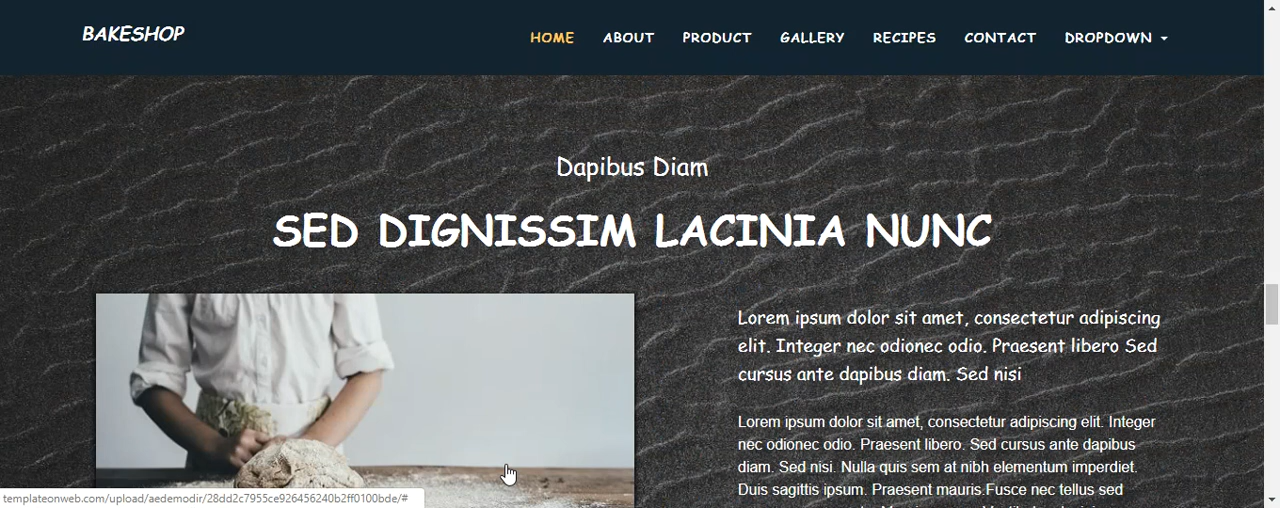 BAKESHOP
HOME ABOUT PRODUCT GALLERY RECIPES CONTACT DROPDOWN
Dapibus Diam
SED DIGNISSIM LACINIA NUNC
Lorem ipsum dolor sit amet, consectetur adipiscing
elit. Integer nec odionec odio. Praesent libero Sed
cursus ante dapibus diam. Sed nisi
Lorem ipsum dolor sit amet, consectetur adipiscing elit. Integer
nec odionec odio. Praesent libero. Sed cursus ante dapibus
diam. Sed nisi. Nulla quis sem at nibh elementum imperdiet.
Duis sagittis ipsum. Praesent mauris.Fusce nec tellus sed
templateonweb.com/upload/aedemodir/28dd2c7955ce926456240b2ff0100bde/#